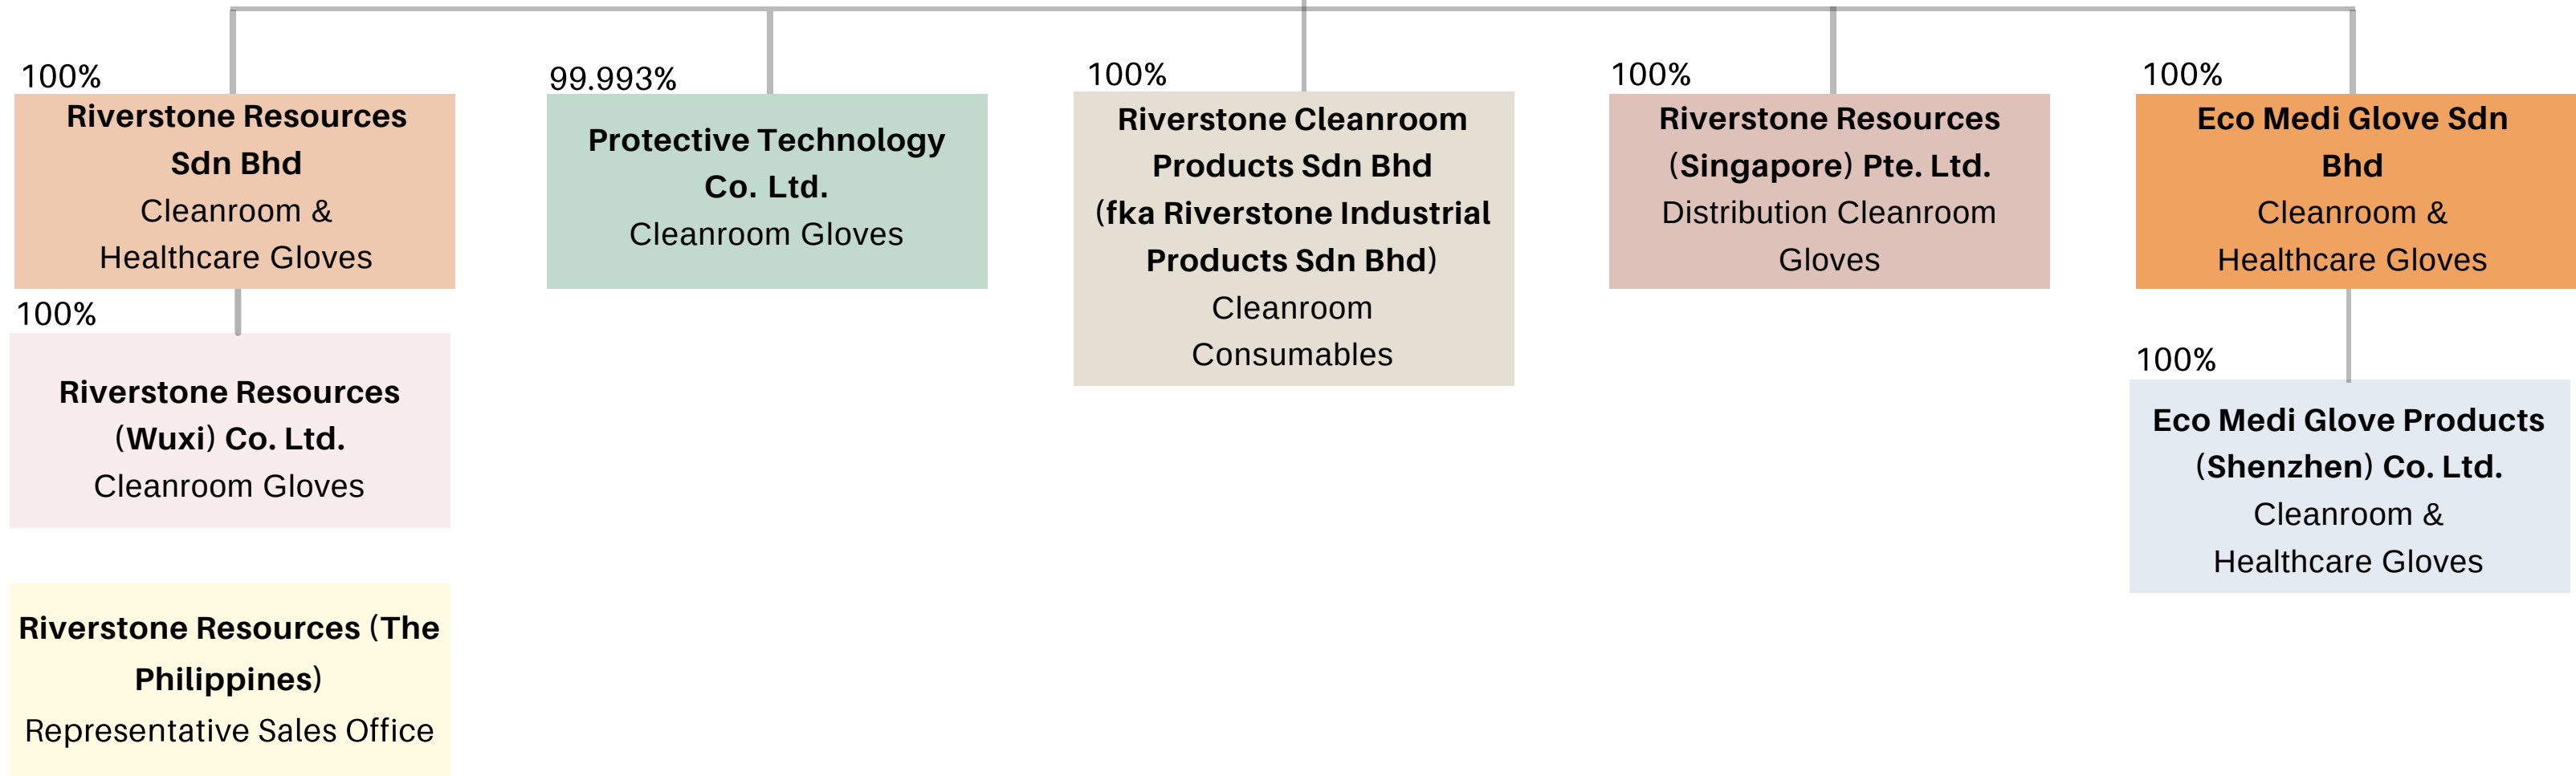 100%
Riverstone Resources
Sdn Bhd
Cleanroom &
Healthcare Gloves
100%
Riverstone Resources
(Wuxi) Co. Ltd.
Cleanroom Gloves
Riverstone Resources (The
Philippines)
Representative Sales Office
99.993%
Protective Technology
Co. Ltd.
Cleanroom Gloves
100%
Riverstone Cleanroom
Products Sdn Bhd
(fka Riverstone Industrial
Products Sdn Bhd)
Cleanroom
Consumables
100%
Riverstone Resources
(Singapore) Pte. Ltd.
Distribution Cleanroom
Gloves
100%
Eco Medi Glove Sdn
Bhd
Cleanroom &
Healthcare Gloves
100%
Eco Medi Glove Products
(Shenzhen) Co. Ltd.
Cleanroom &
Healthcare Gloves